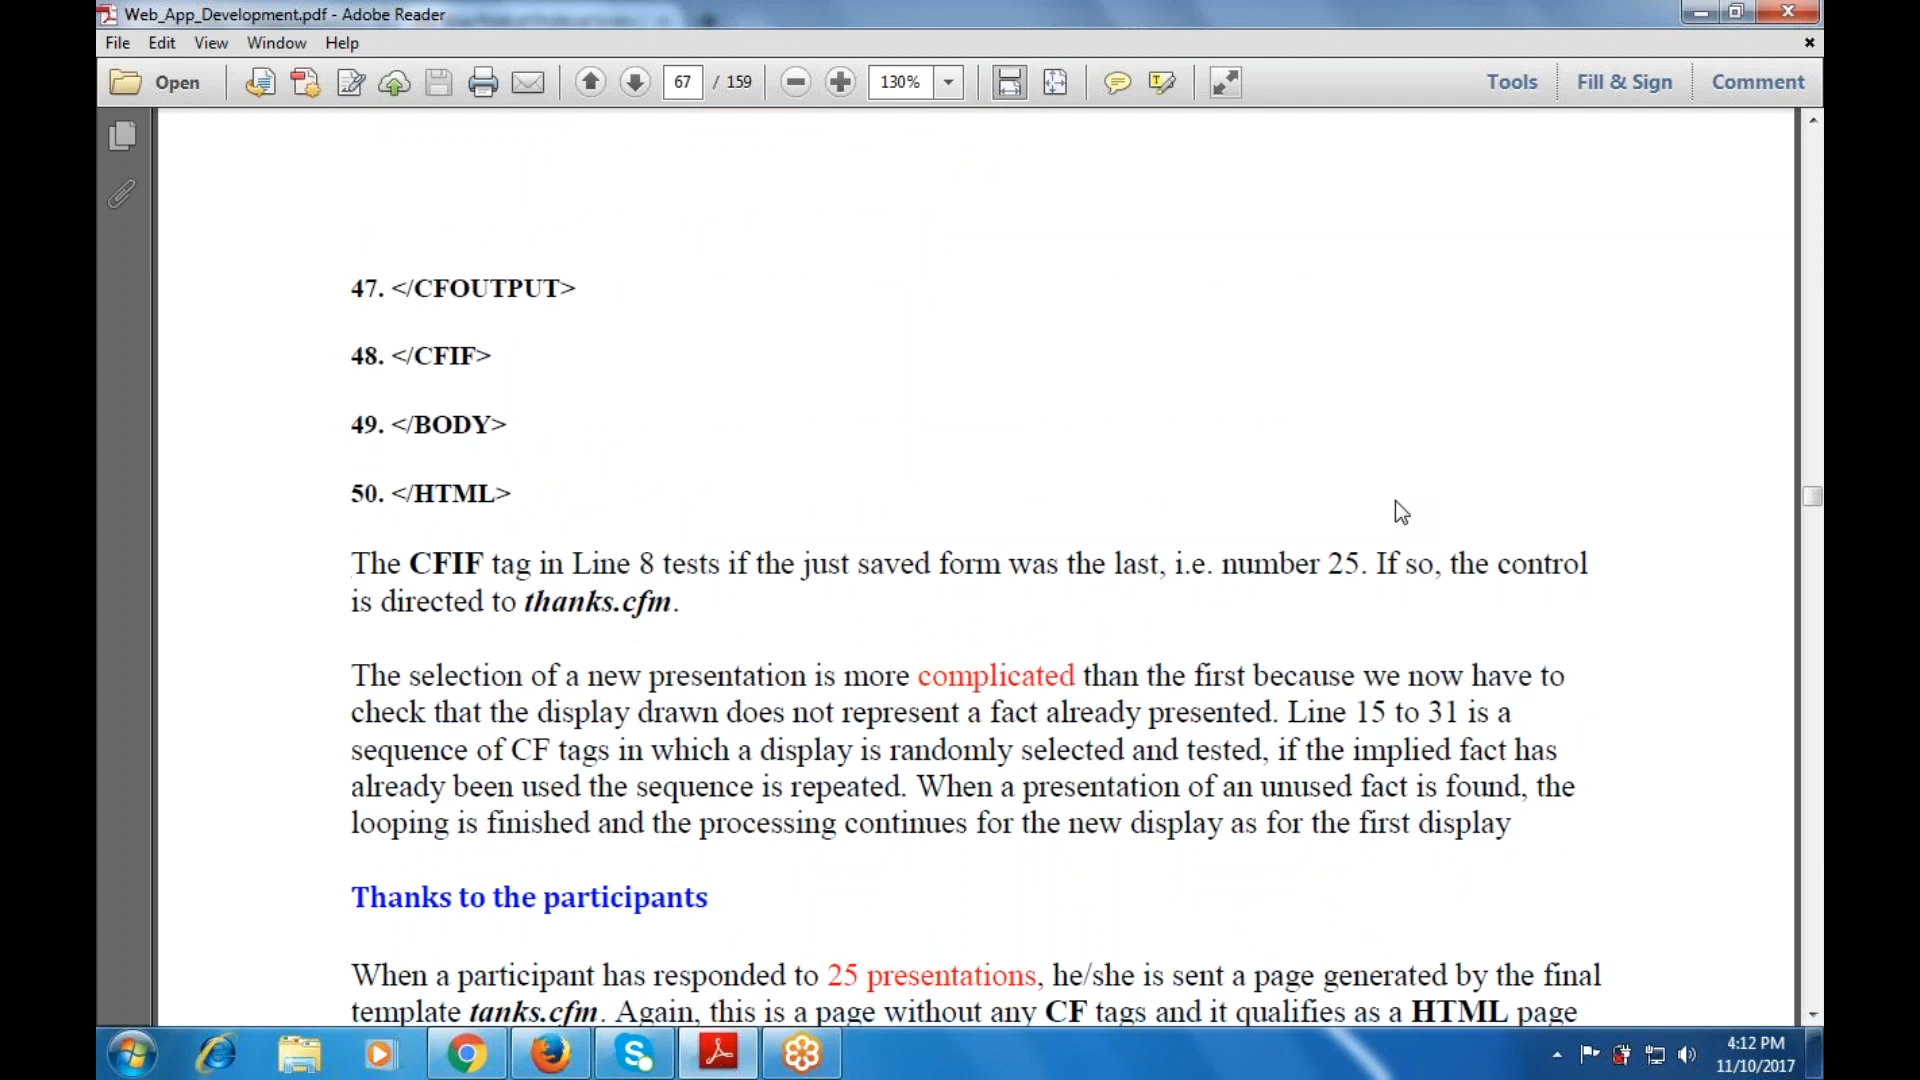 Web_App_Development.pdf - Adobe Reader
File Edit View Window Help
Open 67 / 159 130% Tools Fill & Sign Comment
47. </CFOUTPUT>
48. </CFIF>
49. </BODY>
50. </HTML>
The CFIF tag in Line 8 tests if the just saved form was the last, i.e. number 25. If so, the control
is directed to thanks.cfm.
The selection of a new presentation is more complicated than the first because we now have to
check that the display drawn does not represent a fact already presented. Line 15 to 31 is a
sequence of CF tags in which a display is randomly selected and tested, if the implied fact has
already been used the sequence is repeated. When a presentation of an unused fact is found, the
looping is finished and the processing continues for the new display as for the first display
Thanks to the participants
When a participant has responded to 25 presentations, he/she is sent a page generated by the final
template tanks.cfm. Again, this is a page without any CF tags and it qualifies as a HTML page
4:12 PM
11/10/2017